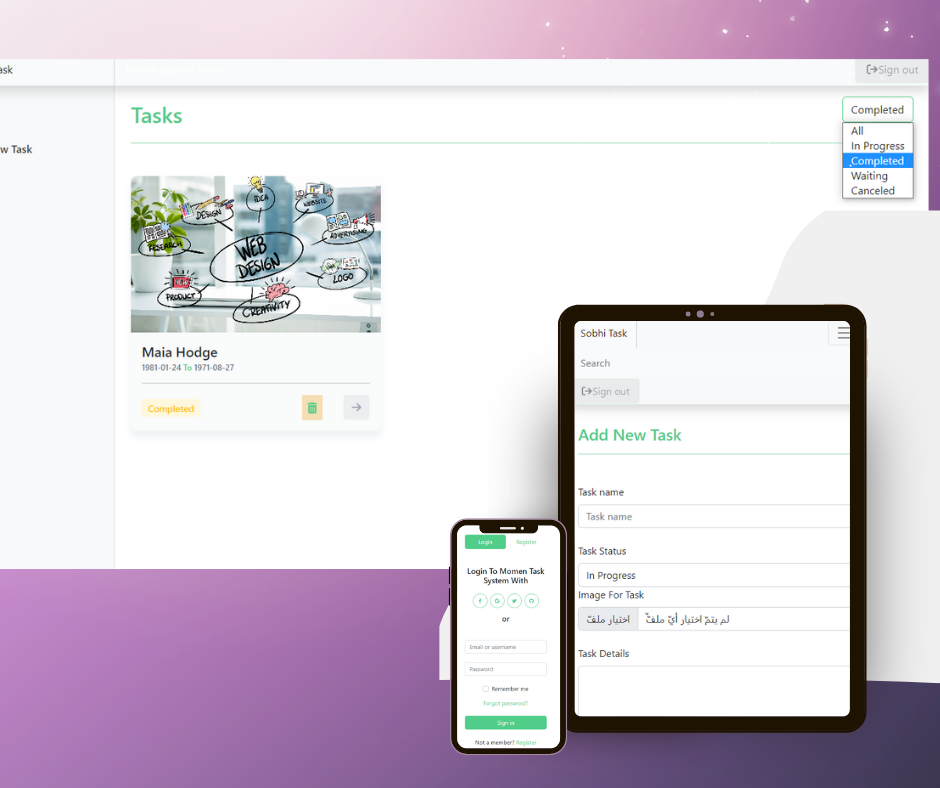 ask
Sign out
w Task
Tasks
Completed
All
In Progress
Completed
Waiting
Canceled
IDEA
DESIGN
WEBSITE
RESEARCH
ADVERTISING
WEB
DESIGN
LOGO
PRODUCT
CREATIVITY
Maia Hodge
1981-01-24 To 1971-08-27
Completed
Sobhi Task
Search
Sign out
Add New Task
Task name
Task name
Task Status
In Progress
Image For Task
اختيار ملفّ لم يتمّ اختيار أيّ ملفّ
Task Details
Login Register
Login To Momen Task
System With
or
Email or username
Password
Remember me
Forgot password?
Sign in
Not a member? Register